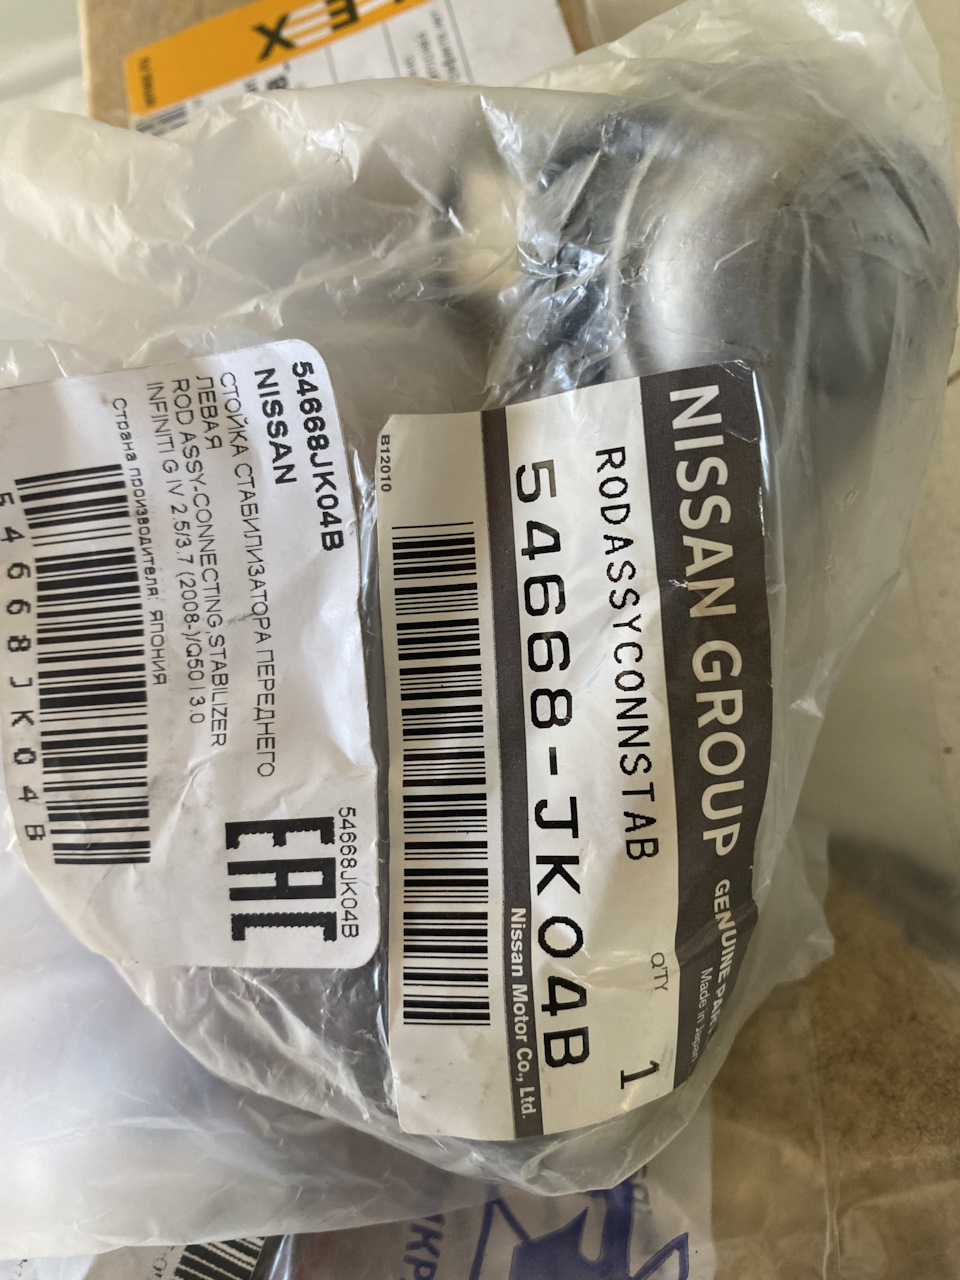 54668JK04B
NISSAN
СТОЙКА СТАБИЛИЗАТОРА ПЕРЕДНЕГО
ЛЕВАЯ
ROD ASSY-CONNECTING,STABILIZER
INFINITI G IV 2.5/3.7 (2008-)/Q50 I 3.0
Страна производителя: ЯПОНИЯ
54668JK04B
54668JK04B
EAC
NISSAN GROUP GENUINE
Made in Japan
RODASSYCONNSTAB
QTY
1
54668-JK04B
Nissan Motor Co., Ltd.
B12010